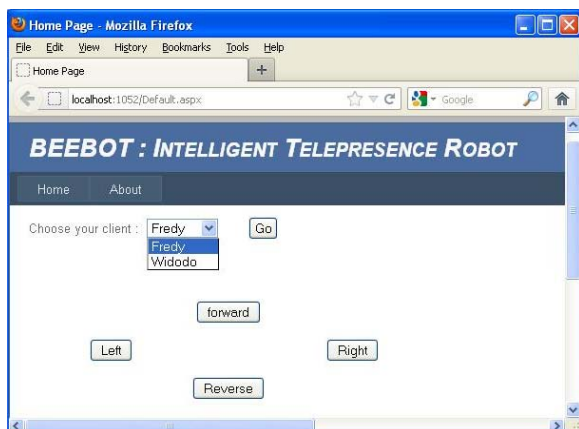 Home Page - Mozilla Firefox
File Edit View History Bookmarks Tools Help
Home Page
localhost:1052/Default.aspx Google
BEEBOT : INTELLIGENT TELEPRESENCE ROBOT
Home About
Choose your client : Fredy Go
Fredy
Widodo
forward
Left Right
Reverse